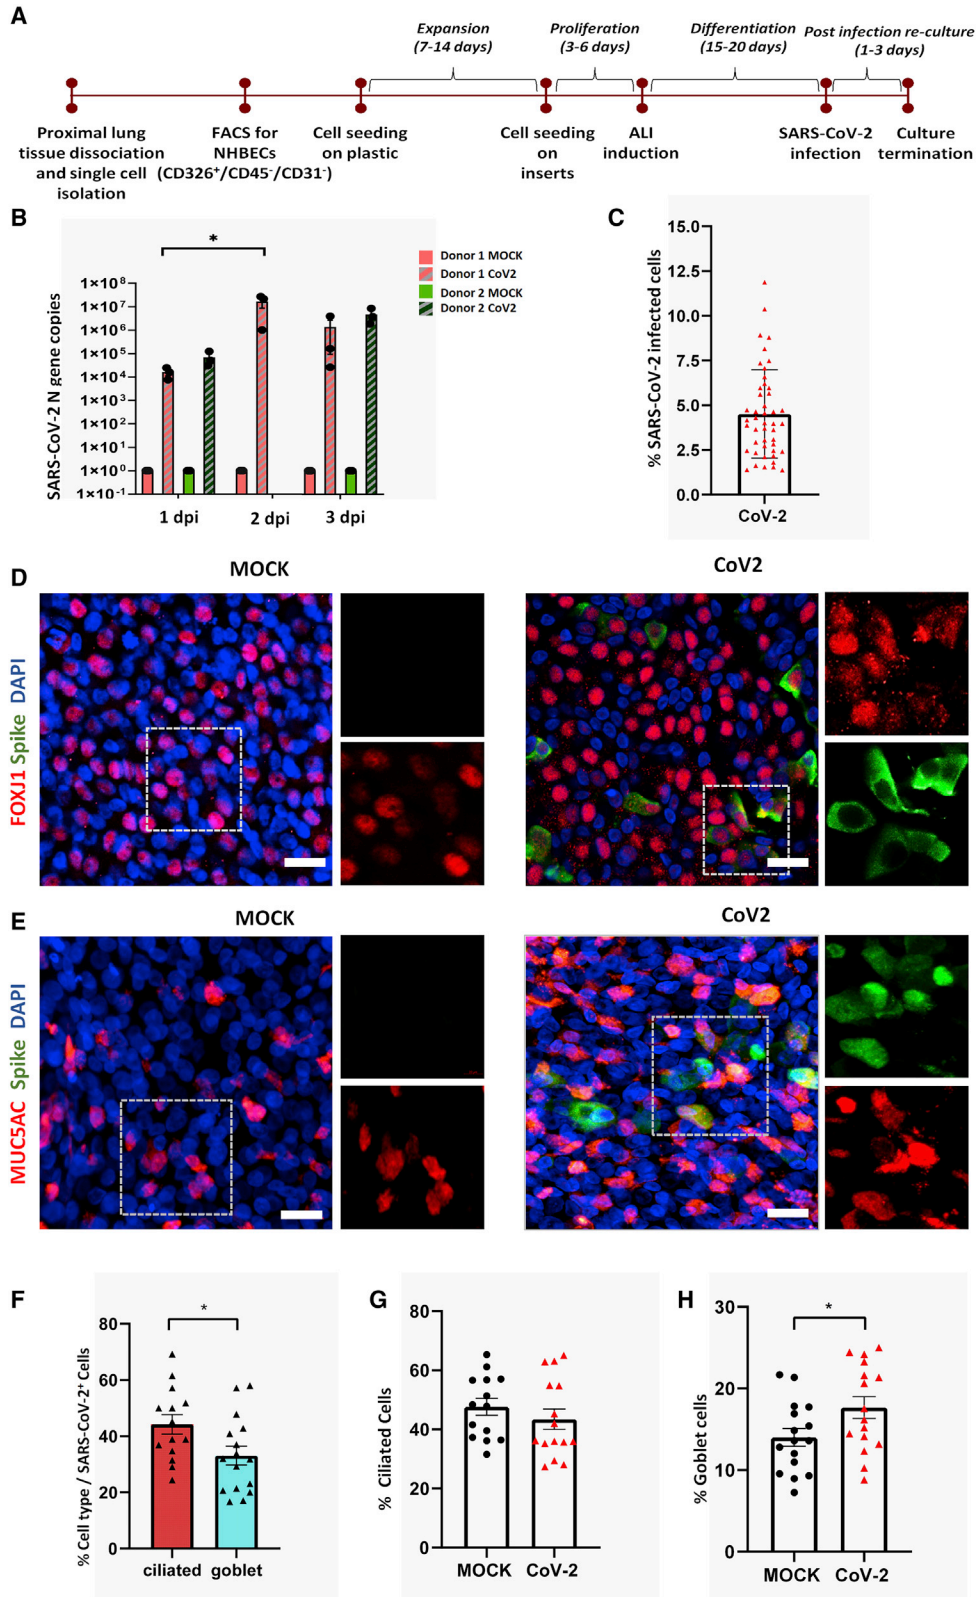 A
Expansion
(7-14 days)
Proliferation
(3-6 days)
Differentiation
(15-20 days)
Post infection re-culture
(1-3 days)
Proximal lung
tissue dissociation
and single cell
isolation
FACS for
NHBECs
(CD326⁺/CD45⁻/CD31⁻)
Cell seeding
on plastic
Cell seeding
on
inserts
ALI
induction
SARS-CoV-2
infection
Culture
termination
B
SARS-CoV-2 N gene copies
1×10⁸
1×10⁷
1×10⁶
1×10⁵
1×10⁴
1×10³
1×10²
1×10¹
1×10⁰
1×10⁻¹
*
1 dpi
2 dpi
3 dpi
Donor 1 MOCK
Donor 1 CoV2
Donor 2 MOCK
Donor 2 CoV2
C
% SARS-CoV-2 infected cells
15.0
12.5
10.0
7.5
5.0
2.5
0.0
CoV-2
D
MOCK
CoV2
FOXJ1 Spike DAPI
E
MOCK
CoV2
MUC5AC Spike DAPI
F
% Cell type / SARS-CoV-2⁺ Cells
80
60
40
20
0
*
ciliated
goblet
G
% Ciliated Cells
80
60
40
20
0
MOCK
CoV-2
H
% Goblet cells
30
20
10
0
*
MOCK
CoV-2